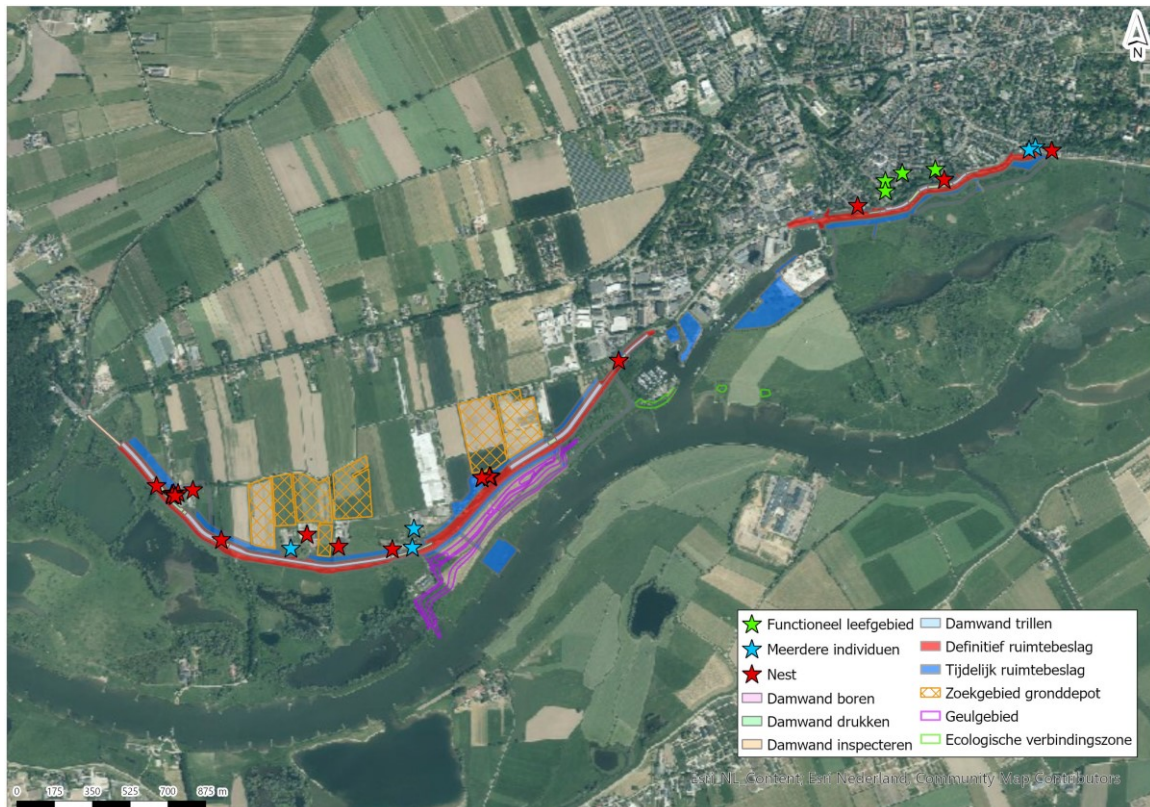 N
Functioneel leefgebied
Meerdere individuen
Nest
Damwand boren
Damwand drukken
Damwand inspecteren
Damwand trillen
Definitief ruimtebeslag
Tijdelijk ruimtebeslag
Zoekgebied gronddepot
Geulgebied
Ecologische verbindingszone
Esri NL Content, Esri Nederland, Community Map Contributors
0 175 350 525 700 875 m